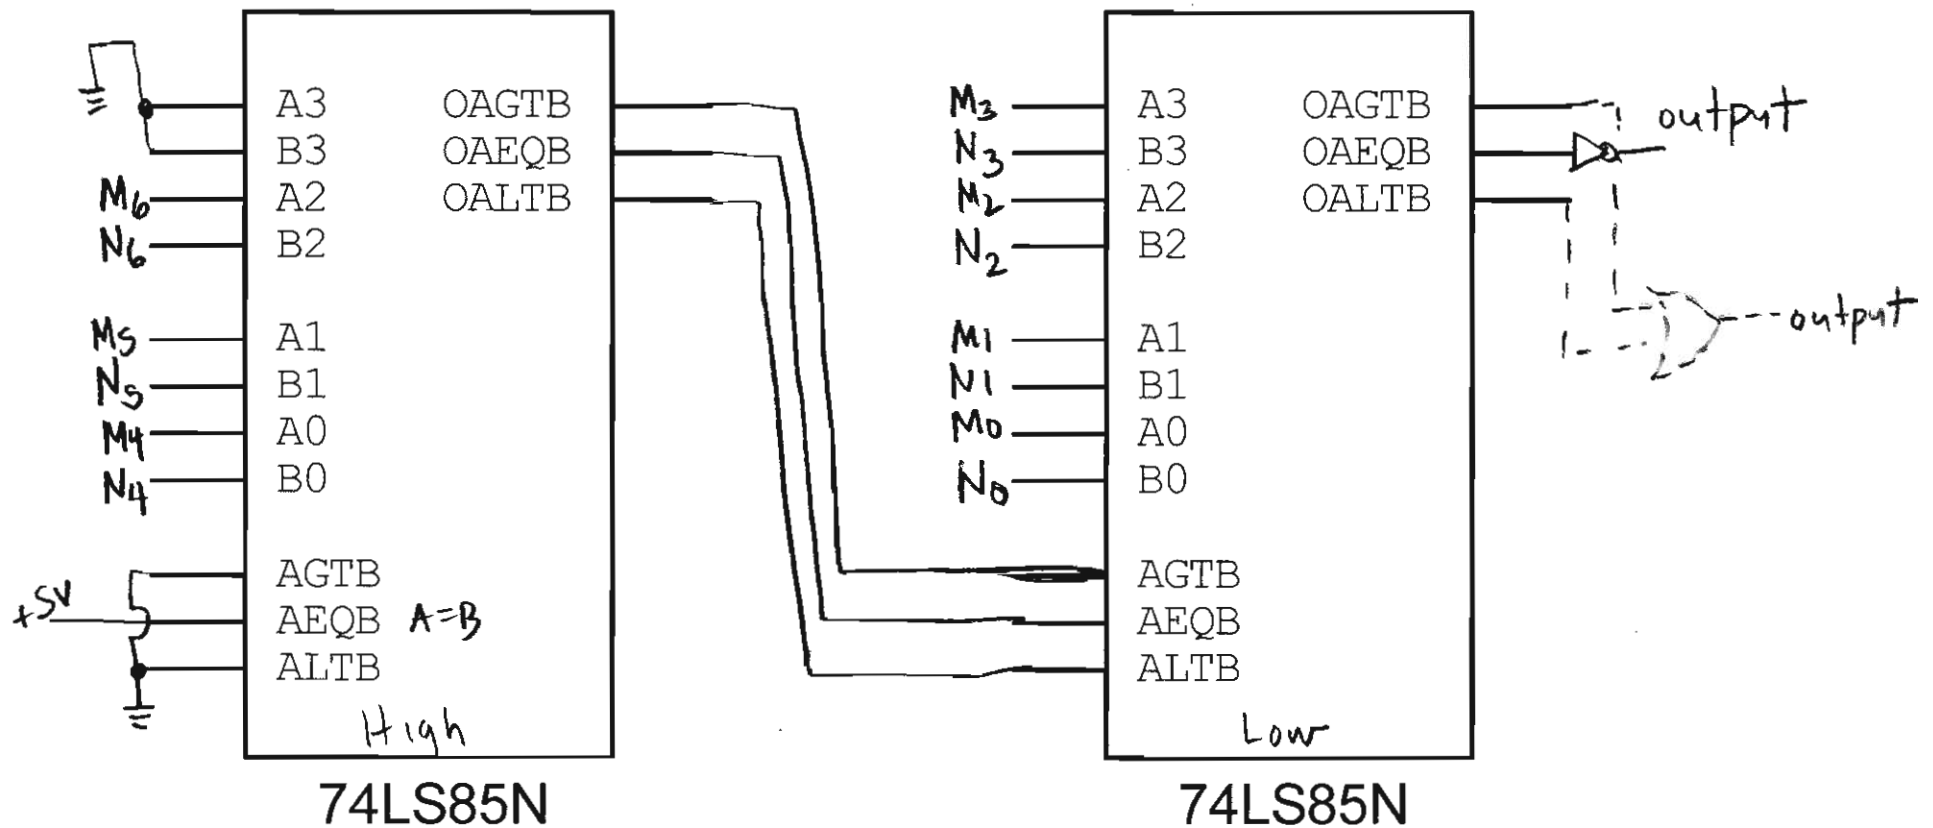 A3 OAGTB
B3 OAEQB
M6 A2 OALTB
N6 B2
M5 A1
N5 B1
M4 A0
N4 B0
AGTB
+5V AEQB A=B
ALTB
High
74LS85N
M3 A3 OAGTB output
N3 B3 OAEQB
M2 A2 OALTB
N2 B2
output
M1 A1
N1 B1
M0 A0
N0 B0
AGTB
AEQB
ALTB
Low
74LS85N